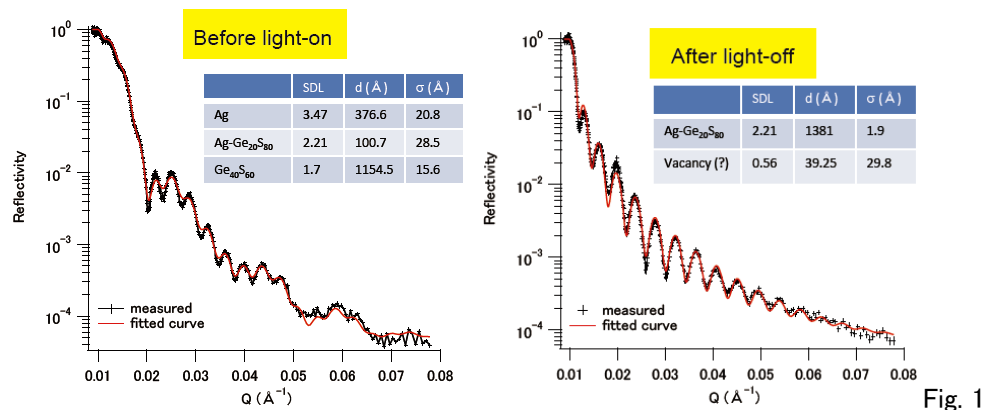 Before light-on
SDL d (Å) σ (Å)
Ag 3.47 376.6 20.8
Ag-Ge₂₀S₈₀ 2.21 100.7 28.5
Ge₄₀S₆₀ 1.7 1154.5 15.6
10⁰
10⁻¹
10⁻²
10⁻³
10⁻⁴
Reflectivity
measured
fitted curve
0.01 0.02 0.03 0.04 0.05 0.06 0.07 0.08
Q (Å⁻¹)
After light-off
SDL d (Å) σ (Å)
Ag-Ge₂₀S₈₀ 2.21 1381 1.9
Vacancy (?) 0.56 39.25 29.8
10⁰
10⁻¹
10⁻²
10⁻³
10⁻⁴
Reflectivity
measured
fitted curve
0.01 0.02 0.03 0.04 0.05 0.06 0.07 0.08
Q (Å⁻¹)
Fig. 1